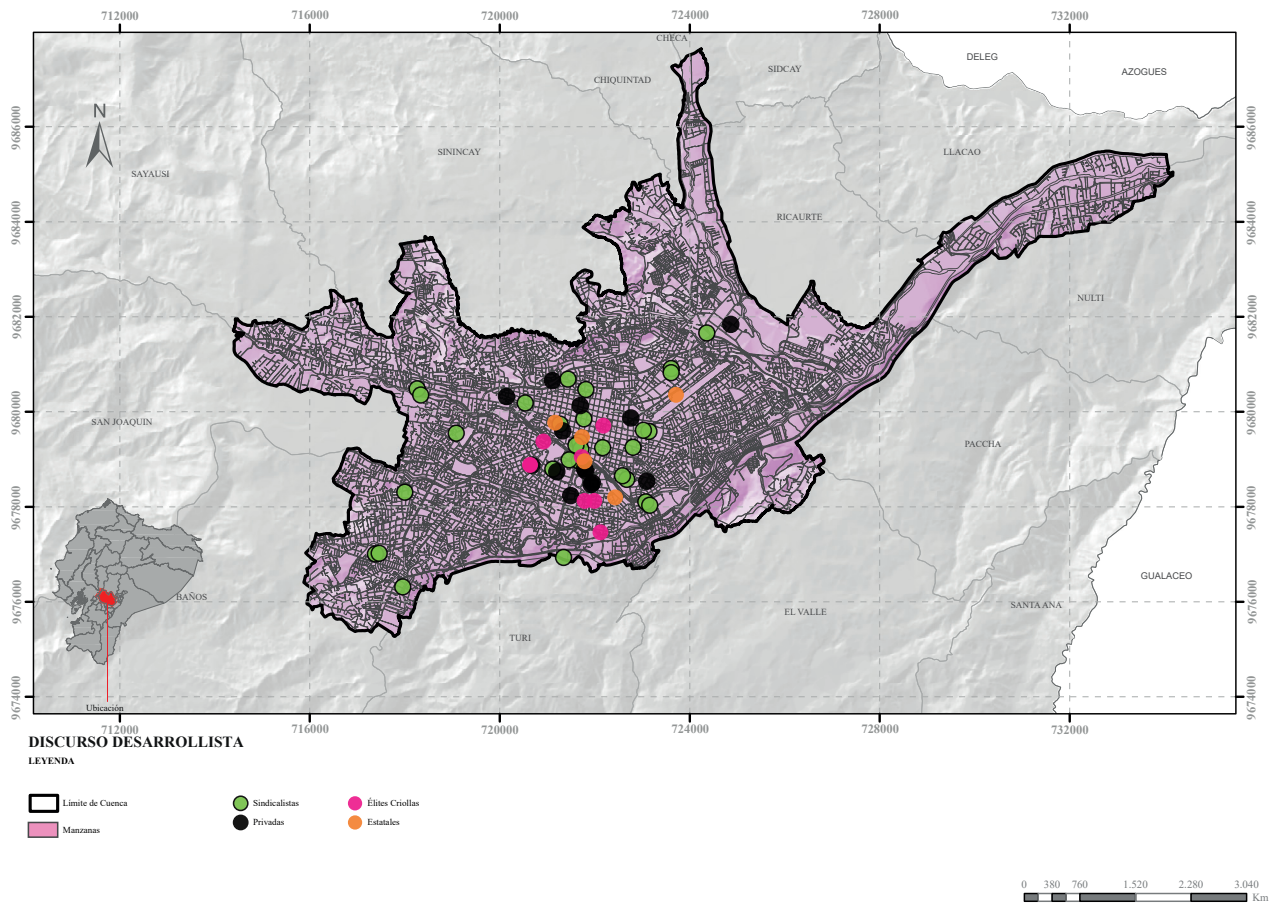 712000 716000 720000 724000 728000 732000
CHECA
DELEG
SIDCAY
AZOGUES
CHIQUINTAD
9686000 9686000
N
SININCAY
LLACAO
SAYAUSI
RICAURTE
9684000 9684000
NULTI
9682000 9682000
SAN JOAQUIN
9680000 9680000
PACCHA
9678000 9678000
GUALACEO
BAÑOS
9676000 9676000
SANTA ANA
EL VALLE
TURI
9674000 9674000
Ubicación
712000 716000 720000 724000 728000 732000
DISCURSO DESARROLLISTA
LEYENDA
Límite de Cuenca
Sindicalistas
Élites Criollas
Manzanas
Privadas
Estatales
0 380 760 1.520 2.280 3.040
Km